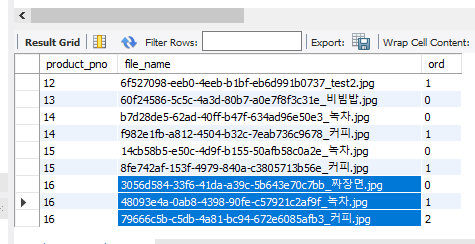 Result Grid Filter Rows: Export: Wrap Cell Content:
product_pno file_name ord
12 6f527098-eeb0-4eeb-b1bf-eb6d991b0737_test2.jpg 1
13 60f24586-5c5c-4a3d-80b7-a0e7f8f3c31e_비빔밥.jpg 0
14 b7d28de5-62ad-40ff-b47f-634ad96e50e3_녹차.jpg 0
14 f982e1fb-a812-4504-b32c-7eab736c9678_커피.jpg 1
15 14cb58b5-e50c-4d9f-b155-50afb58c0a2e_녹차.jpg 0
15 8fe742af-153f-4979-840a-c3805713b56e_커피.jpg 1
16 3056d584-33f6-41da-a39c-5b643e70c7bb_짜장면.jpg 0
16 48093e4a-0ab8-4398-90fe-c57921c2af9f_녹차.jpg 1
16 79666c5b-c5db-4a81-bc94-672e6085afb3_커피.jpg 2